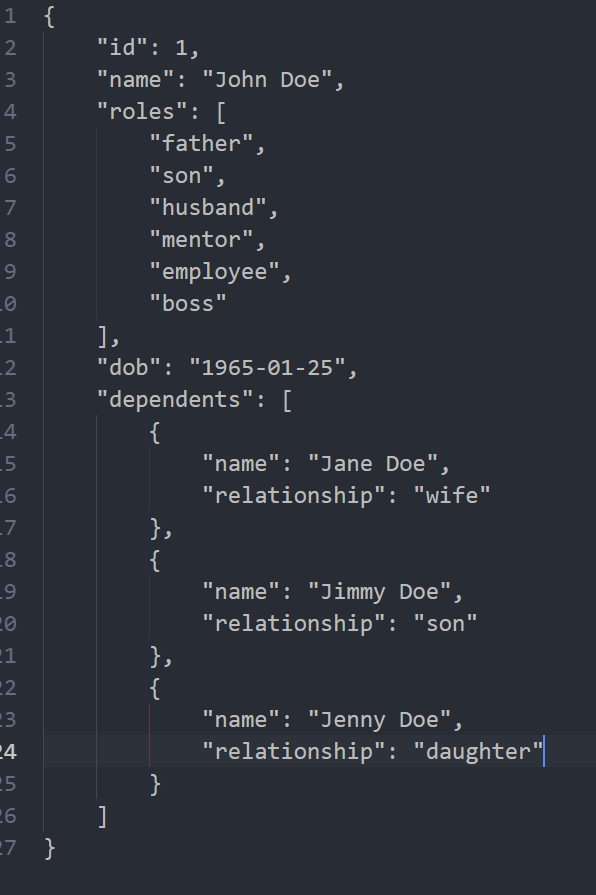 1 {
2     "id": 1,
3     "name": "John Doe",
4     "roles": [
5         "father",
6         "son",
7         "husband",
8         "mentor",
9         "employee",
0         "boss"
11     ],
12     "dob": "1965-01-25",
13     "dependents": [
14         {
15             "name": "Jane Doe",
16             "relationship": "wife"
17         },
18         {
19             "name": "Jimmy Doe",
20             "relationship": "son"
21         },
22         {
23             "name": "Jenny Doe",
24             "relationship": "daughter"
25         }
26     ]
27 }